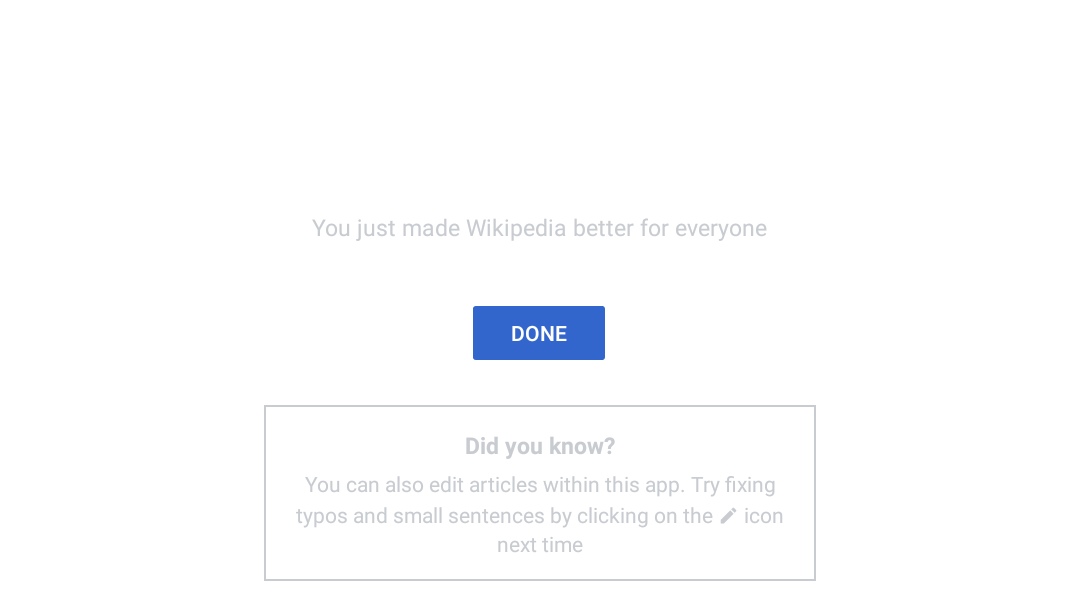 You just made Wikipedia better for everyone
DONE
Did you know?
You can also edit articles within this app. Try fixing
typos and small sentences by clicking on the icon
next time